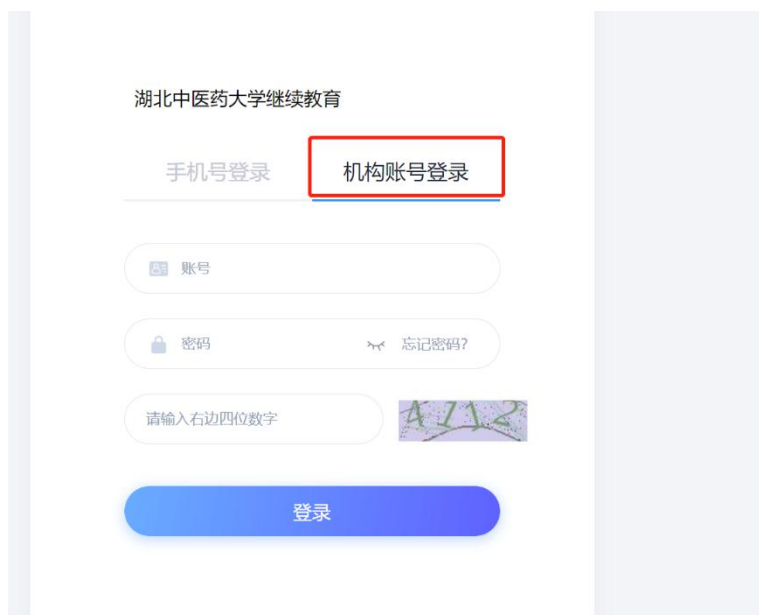 湖北中医药大学继续教育
手机号登录 机构账号登录
账号
密码 忘记密码?
请输入右边四位数字 4112
登录